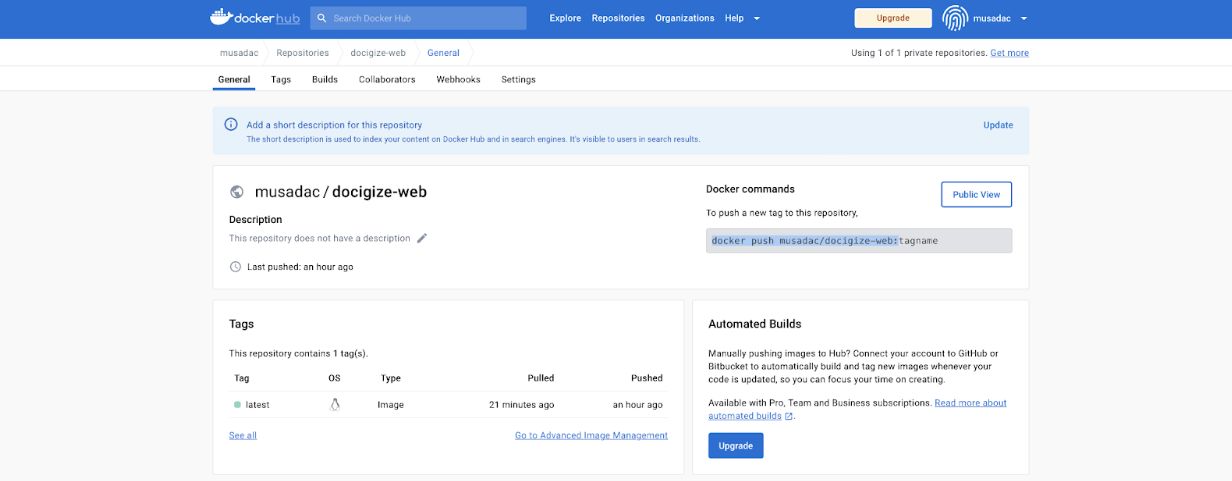 dockerhub
Search Docker Hub
Explore Repositories Organizations Help
Upgrade
musadac
musadac Repositories docigize-web General
Using 1 of 1 private repositories. Get more
General Tags Builds Collaborators Webhooks Settings
Add a short description for this repository
The short description is used to index your content on Docker Hub and in search engines. It's visible to users in search results.
Update
musadac / docigize-web
Description
This repository does not have a description
Last pushed: an hour ago
Docker commands
Public View
To push a new tag to this repository,
docker push musadac/docigize-web:tagname
Tags
This repository contains 1 tag(s).
Tag OS Type Pulled Pushed
latest Image 21 minutes ago an hour ago
See all Go to Advanced Image Management
Automated Builds
Manually pushing images to Hub? Connect your account to GitHub or
Bitbucket to automatically build and tag new images whenever your
code is updated, so you can focus your time on creating.
Available with Pro, Team and Business subscriptions. Read more about
automated builds.
Upgrade